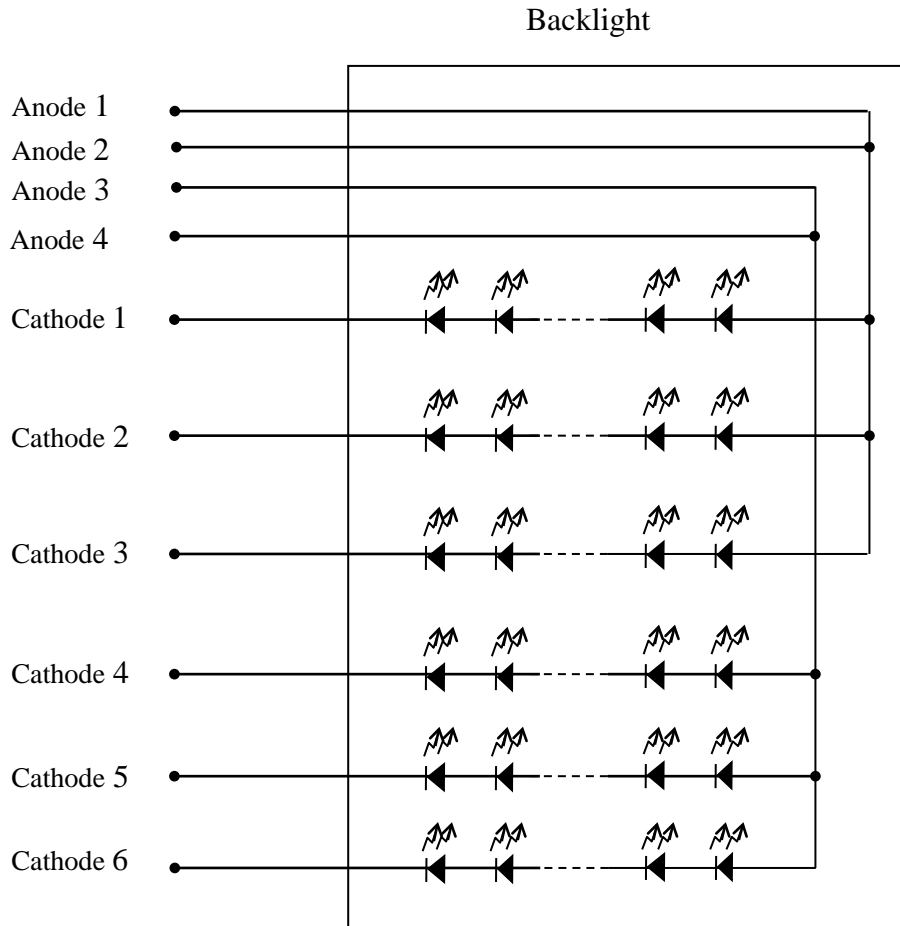 Backlight
Anode 1
Anode 2
Anode 3
Anode 4
Cathode 1
Cathode 2
Cathode 3
Cathode 4
Cathode 5
Cathode 6